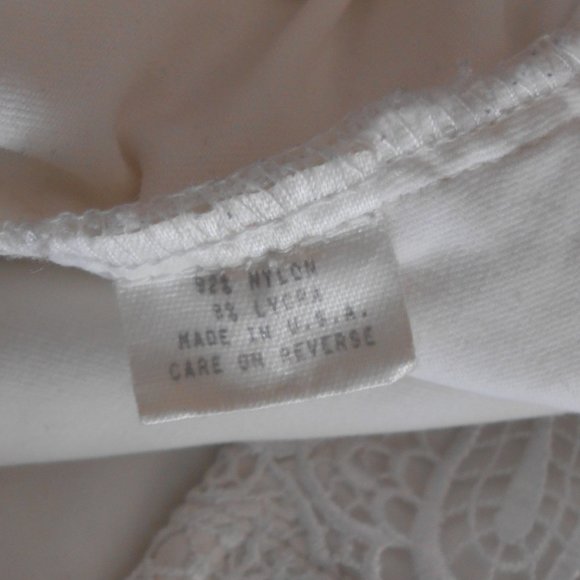 92% NYLON
8% LYCRA
MADE IN U.S.A.
CARE ON REVERSE